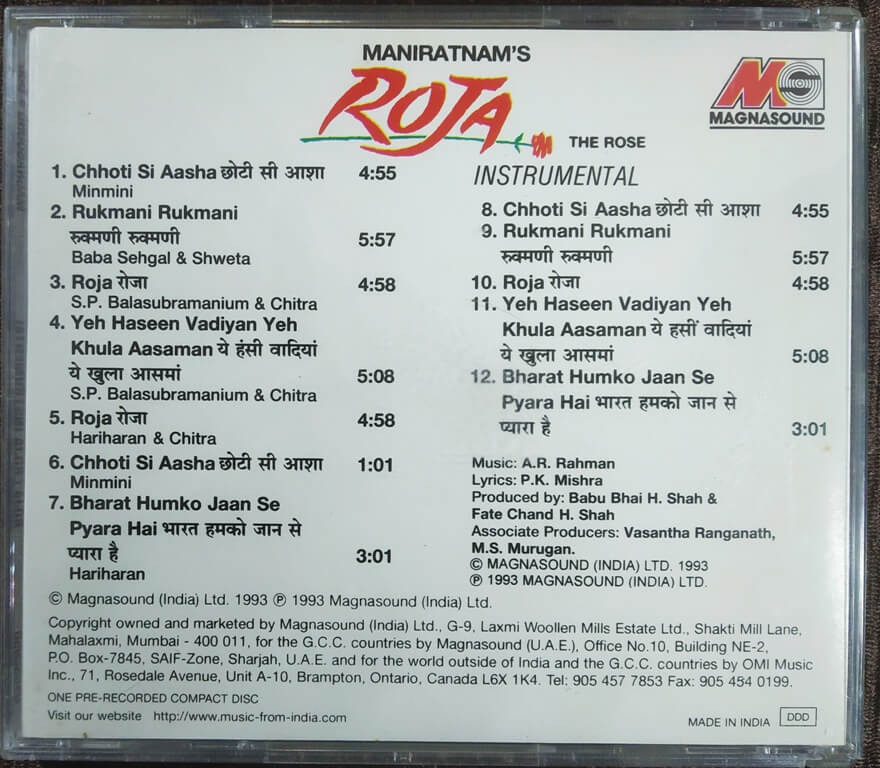 MANIRATNAM'S
ROJA
THE ROSE
MAGNASOUND
1. Chhoti Si Aasha छोटी सी आशा 4:55
Minmini
2. Rukmani Rukmani
रुक्मणी रुक्मणी 5:57
Baba Sehgal & Shweta
3. Roja रोजा 4:58
S.P. Balasubramanium & Chitra
4. Yeh Haseen Vadiyan Yeh
Khula Aasaman ये हंसी वादियां
ये खुला आसमां 5:08
S.P. Balasubramanium & Chitra
5. Roja रोजा 4:58
Hariharan & Chitra
6. Chhoti Si Aasha छोटी सी आशा 1:01
Minmini
7. Bharat Humko Jaan Se
Pyara Hai भारत हमको जान से
प्यारा है 3:01
Hariharan
INSTRUMENTAL
8. Chhoti Si Aasha छोटी सी आशा 4:55
9. Rukmani Rukmani
रुक्मणी रुक्मणी 5:57
10. Roja रोजा 4:58
11. Yeh Haseen Vadiyan Yeh
Khula Aasaman ये हसीं वादियां
ये खुला आसमां 5:08
12. Bharat Humko Jaan Se
Pyara Hai भारत हमको जान से
प्यारा है 3:01
Music: A.R. Rahman
Lyrics: P.K. Mishra
Produced by: Babu Bhai H. Shah &
Fate Chand H. Shah
Associate Producers: Vasantha Ranganath,
M.S. Murugan.
© MAGNASOUND (INDIA) LTD. 1993
℗ 1993 MAGNASOUND (INDIA) LTD.
© Magnasound (India) Ltd. 1993 ℗ 1993 Magnasound (India) Ltd.
Copyright owned and marketed by Magnasound (India) Ltd., G-9, Laxmi Woollen Mills Estate Ltd., Shakti Mill Lane,
Mahalaxmi, Mumbai - 400 011, for the G.C.C. countries by Magnasound (U.A.E.), Office No.10, Building NE-2,
P.O. Box-7845, SAIF-Zone, Sharjah, U.A.E. and for the world outside of India and the G.C.C. countries by OMI Music
Inc., 71, Rosedale Avenue, Unit A-10, Brampton, Ontario, Canada L6X 1K4. Tel: 905 457 7853 Fax: 905 454 0199.
ONE PRE-RECORDED COMPACT DISC
Visit our website http://www.music-from-india.com
MADE IN INDIA DDD